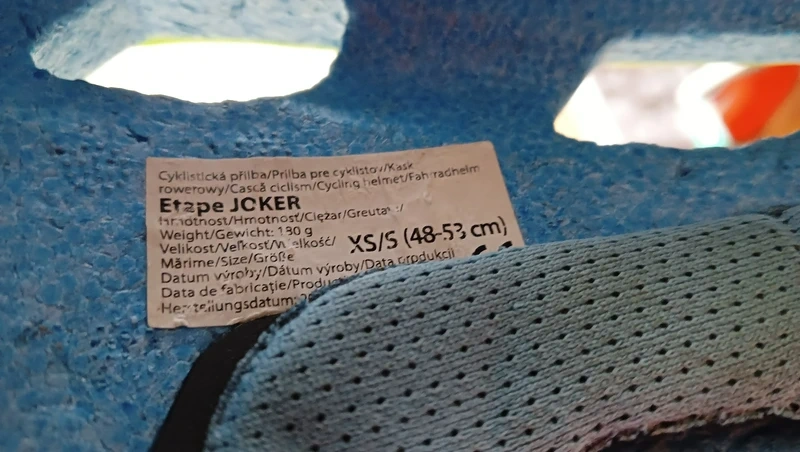 Cyklistická přilba/Prilba pre cyklistov/Kask
rowerowy/Cască ciclism/Cycling helmet/Fahrradhelm
Etape JOKER
Hmotnost/Hmotnosť/Ciężar/Greutate/
Weight/Gewicht: 180 g
Velikost/Veľkosť/Wielkość/ XS/S (48-53 cm)
Mărime/Size/Größe
Datum výroby/Dátum výroby/Data produkcji
Data de fabricaţie/
Herstellungsdatum: